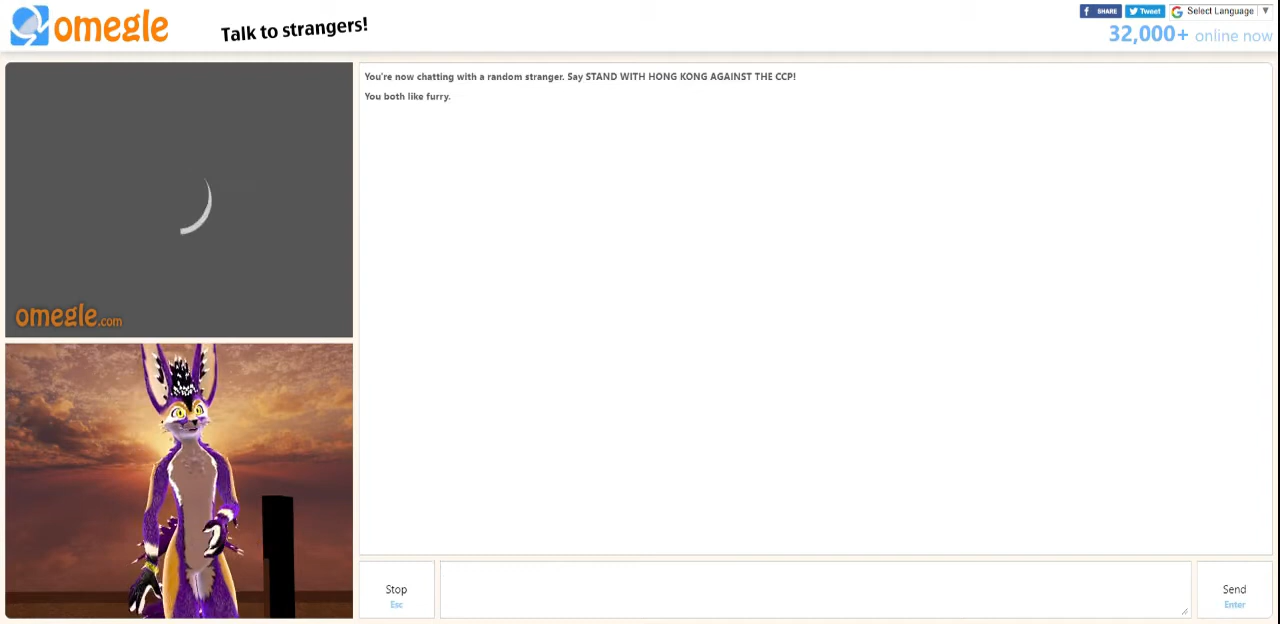 omegle
Talk to strangers!
SHARE
Tweet
Select Language ▼
32,000+ online now
You're now chatting with a random stranger. Say STAND WITH HONG KONG AGAINST THE CCP!
You both like furry.
omegle.com
Stop
Esc
Send
Enter